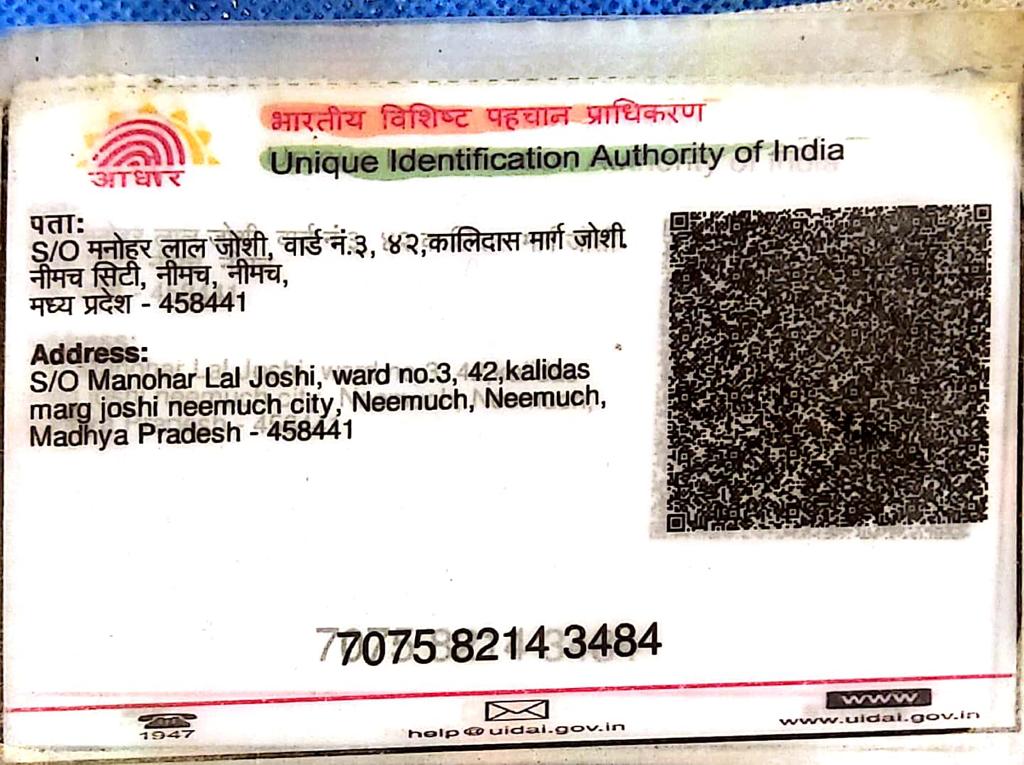 भारतीय विशिष्ट पहचान प्राधिकरण
Unique Identification Authority of India
आधार
पता:
S/O मनोहर लाल जोशी, वार्ड नं.३, ४२,कालिदास मार्ग जोशी
नीमच सिटी, नीमच, नीमच,
मध्य प्रदेश - 458441
Address:
S/O Manohar Lal Joshi, ward no.3, 42,kalidas
marg joshi neemuch city, Neemuch, Neemuch,
Madhya Pradesh - 458441
7075 8214 3484
1947
help@uidai.gov.in
www
www.uidai.gov.in